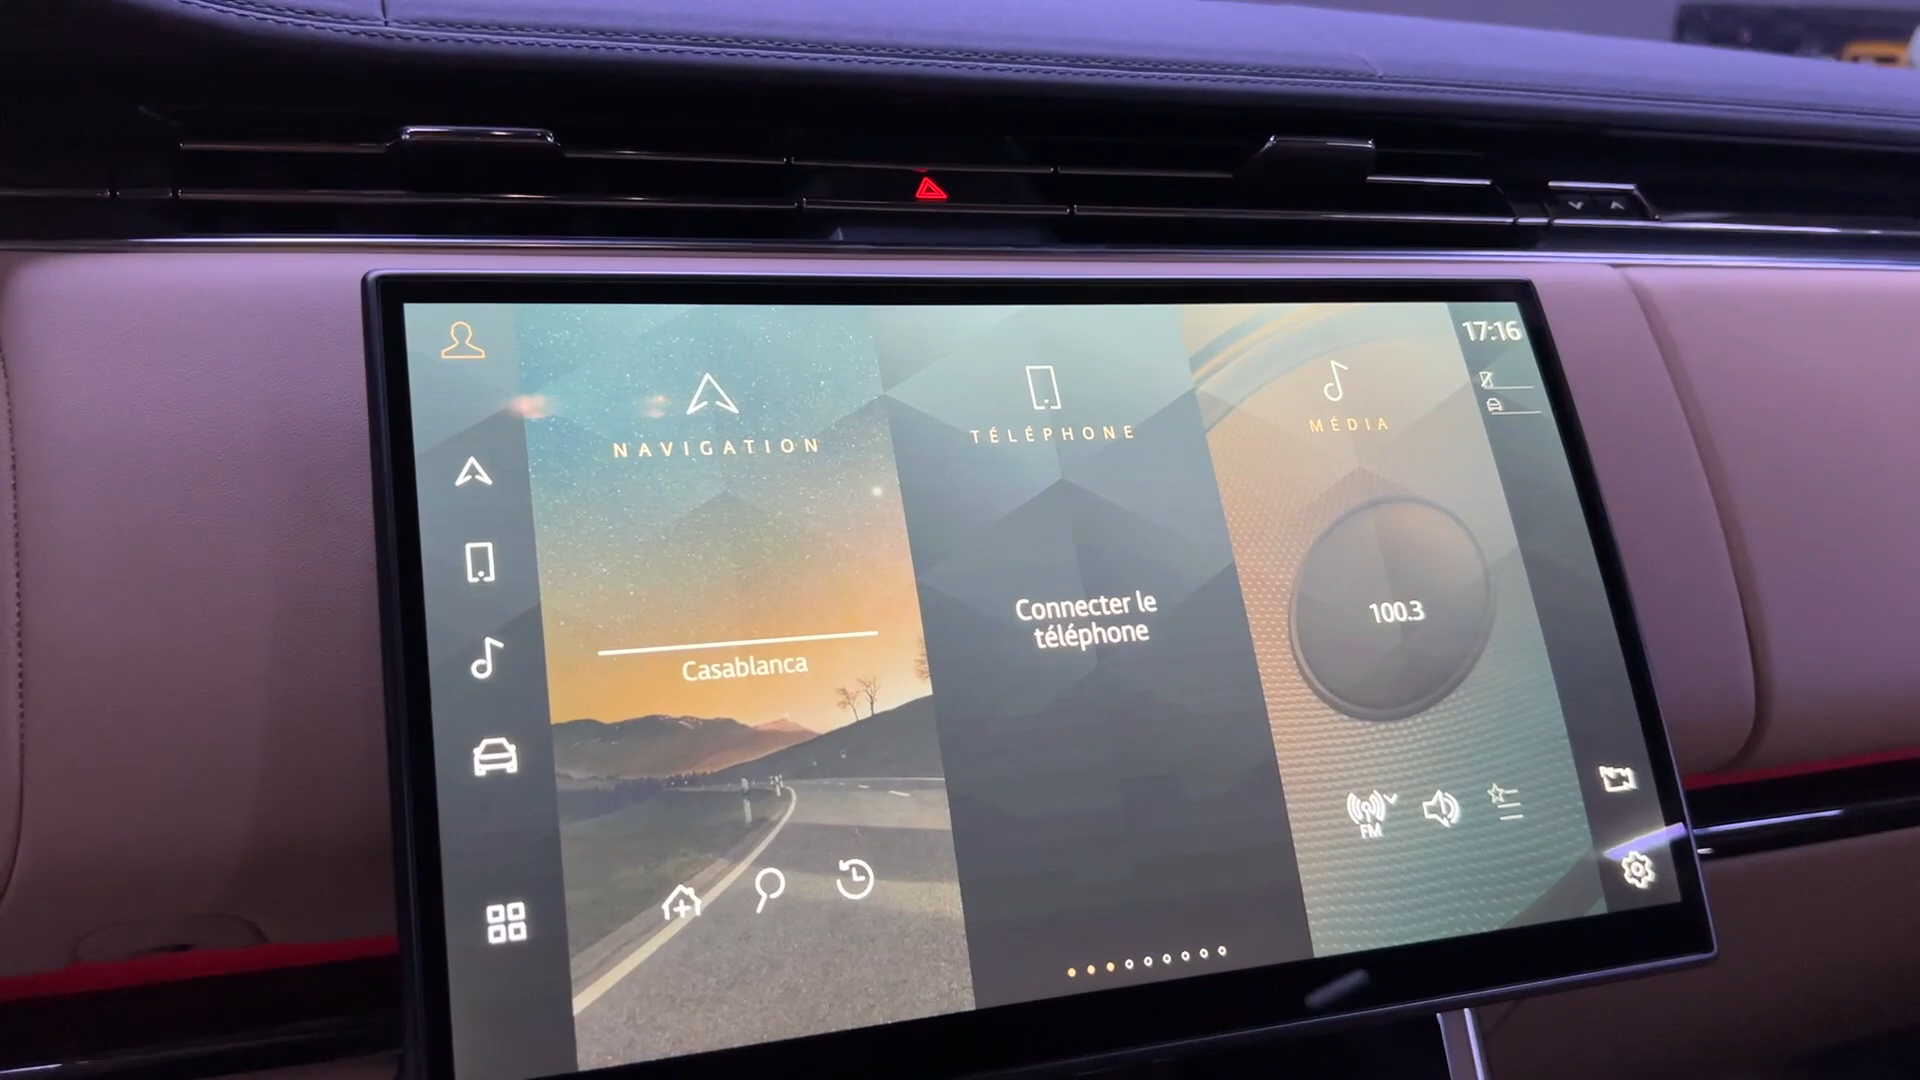 17:16
NAVIGATION
TÉLÉPHONE
MÉDIA
Connecter le
téléphone
100.3
Casablanca
FM